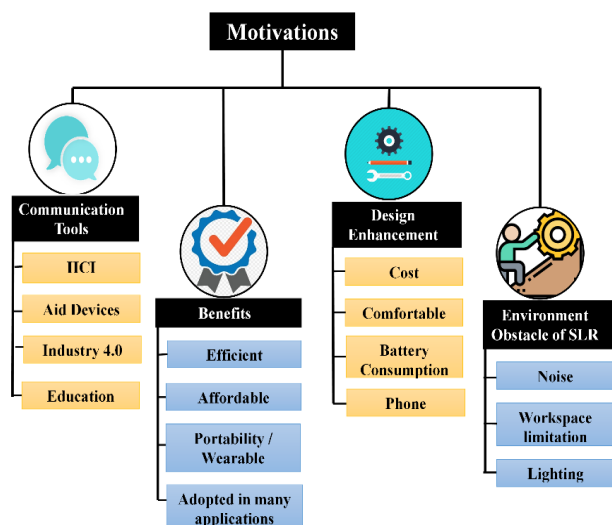 Motivations
Communication
Tools
HCI
Aid Devices
Industry 4.0
Education
Benefits
Efficient
Affordable
Portability /
Wearable
Adopted in many
applications
Design
Enhancement
Cost
Comfortable
Battery
Consumption
Phone
Environment
Obstacle of SLR
Noise
Workspace
limitation
Lighting